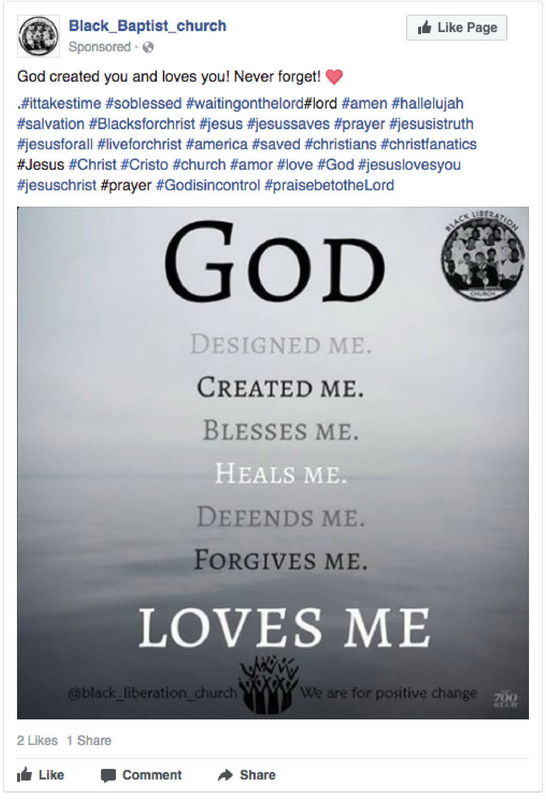 Black_Baptist_church
Like Page
Sponsored ·
God created you and loves you! Never forget! ❤
.#ittakestime #soblessed #waitingonthelord#lord #amen #hallelujah
#salvation #Blacksforchrist #jesus #jesussaves #prayer #jesusistruth
#jesusforall #liveforchrist #america #saved #christians #christfanatics
#Jesus #Christ #Cristo #church #amor #love #God #jesuslovesyou
#jesuschrist #prayer #Godisincontrol #praisebetotheLord
BLACK LIBERATION
CHURCH
GOD
DESIGNED ME.
CREATED ME.
BLESSES ME.
HEALS ME.
DEFENDS ME.
FORGIVES ME.
LOVES ME
@black_liberation_church
We are for positive change
700
CLUB
2 Likes 1 Share
Like
Comment
Share